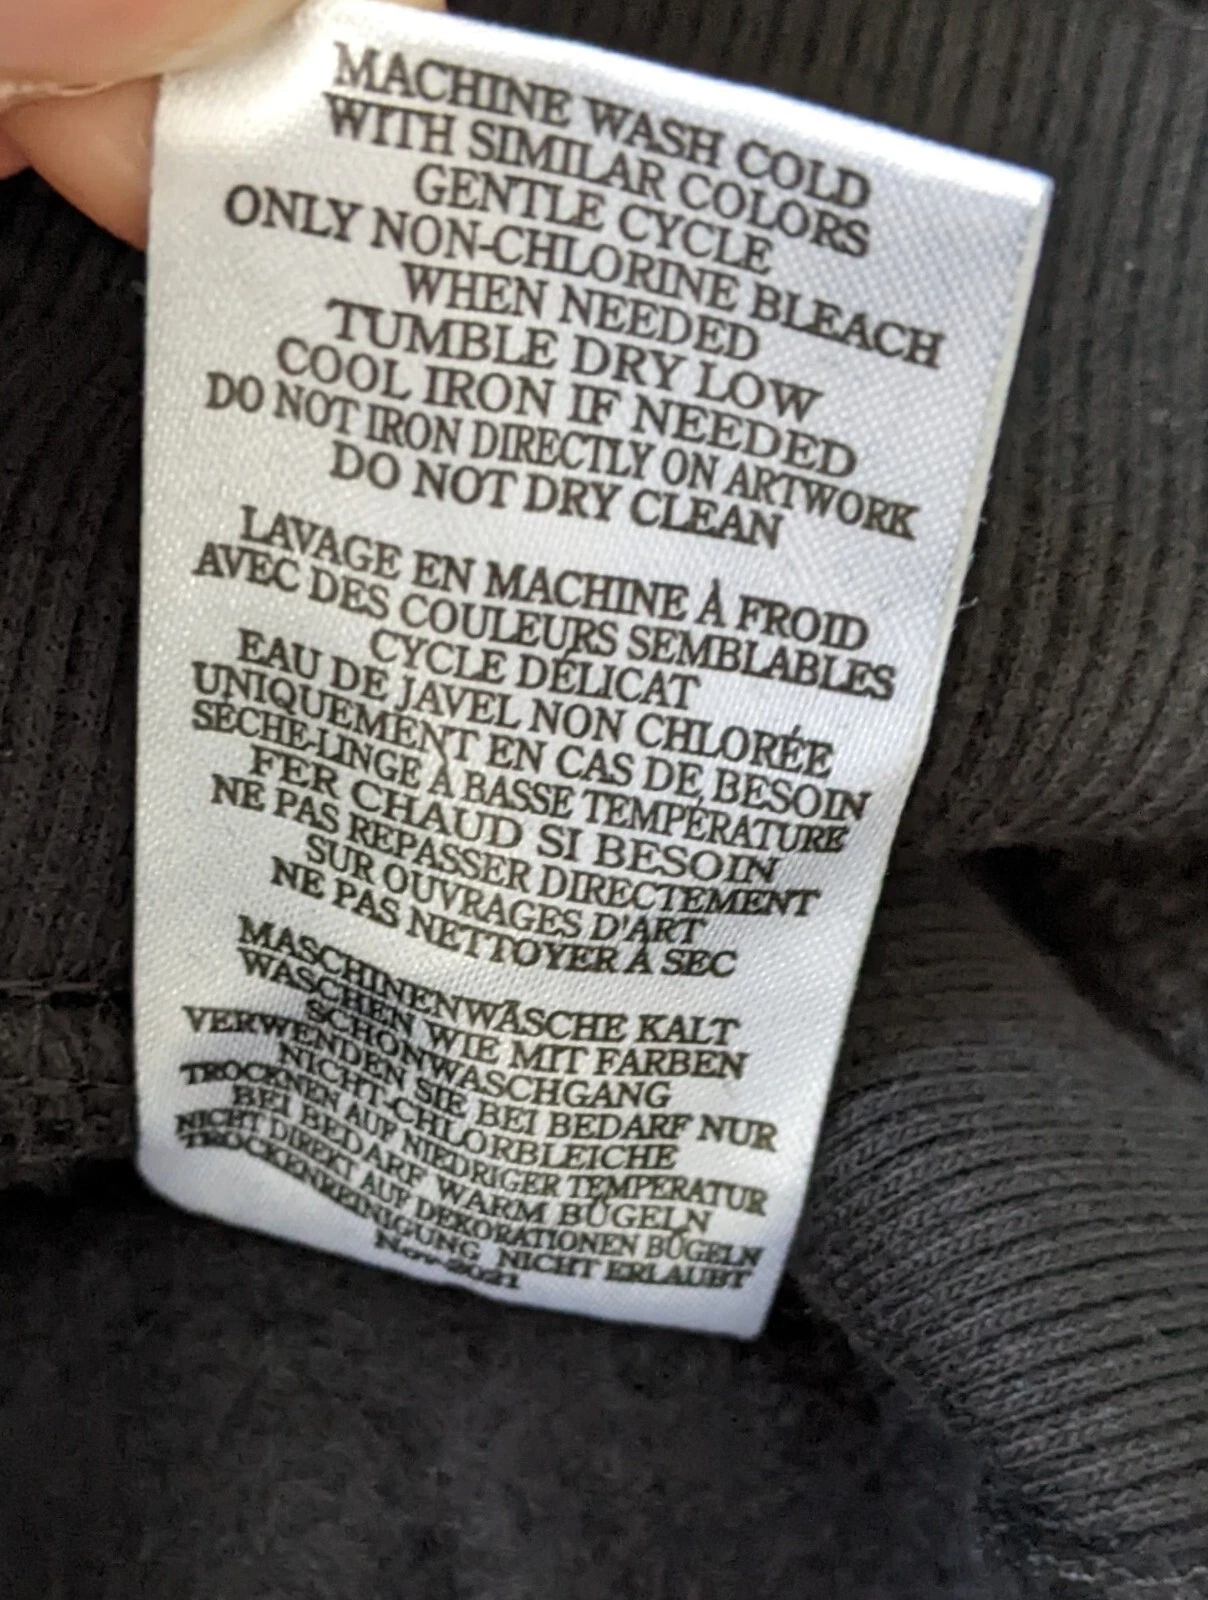 MACHINE WASH COLD
WITH SIMILAR COLORS
GENTLE CYCLE
ONLY NON-CHLORINE BLEACH
WHEN NEEDED
TUMBLE DRY LOW
COOL IRON IF NEEDED
DO NOT IRON DIRECTLY ON ARTWORK
DO NOT DRY CLEAN
LAVAGE EN MACHINE À FROID
AVEC DES COULEURS SEMBLABLES
CYCLE DÉLICAT
EAU DE JAVEL NON CHLORÉE
UNIQUEMENT EN CAS DE BESOIN
SÉCHE-LINGE À BASSE TEMPÉRATURE
FER CHAUD SI BESOIN
NE PAS REPASSER DIRECTEMENT
SUR OUVRAGES D'ART
NE PAS NETTOYER À SEC
MASCHINENWÄSCHE KALT
WASCHEN WIE MIT FARBEN
SCHONWASCHGANG
VERWENDEN SIE BEI BEDARF NUR
NICHT-CHLORBLEICHE
TROCKNEN AUF NIEDRIGER TEMPERATUR
BEI BEDARF WARM BÜGELN
NICHT DIREKT AUF DEKORATIONEN BÜGELN
TROCKENREINIGUNG NICHT ERLAUBT
Nov-2021